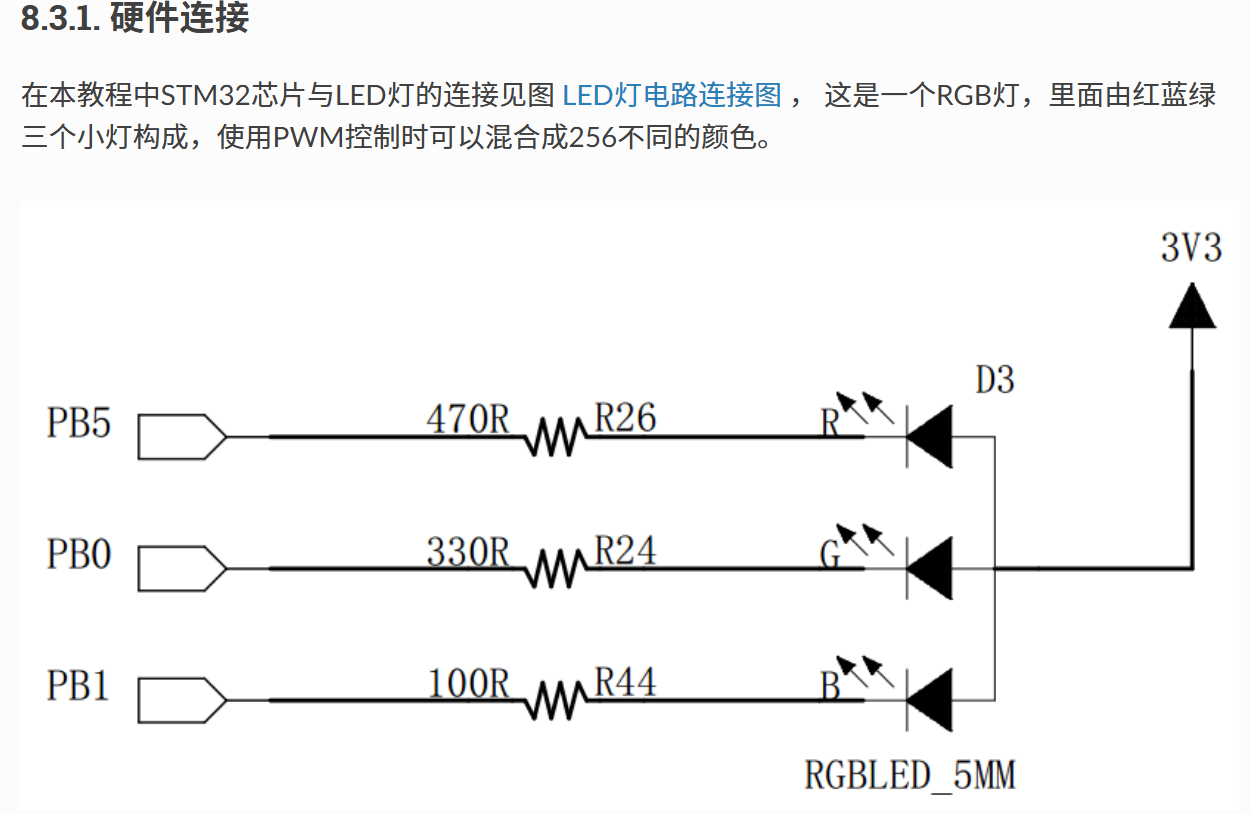 8.3.1. 硬件连接
在本教程中STM32芯片与LED灯的连接见图 LED灯电路连接图 ， 这是一个RGB灯，里面由红蓝绿
三个小灯构成，使用PWM控制时可以混合成256不同的颜色。
3V3
D3
PB5 470R R26 R
PB0 330R R24 G
PB1 100R R44 B
RGBLED_5MM